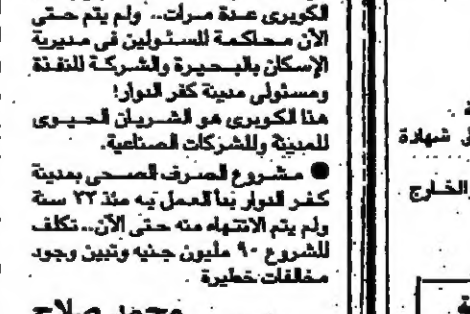 الكوبرى عدة مرات.. ولم يتم حتى
الآن محاكمة المسئولين فى مديرية
الإسكان بالبحيرة والشركة المنفذة
ومسئولى مدينة كفر الدوار!
هذا الكوبرى هو الشريان الحيوى
للمدينة وللشركات الصناعية.
● مشروع الصرف الصحى بمدينة
كفر الدوار بدأ العمل به منذ ٢٢ سنة
ولم يتم الانتهاء منه حتى الآن.. تكلف
المشروع ٩٠ مليون جنيه وتبين وجود
مخالفات خطيرة
محمد صلاح
شهادة
الخارج